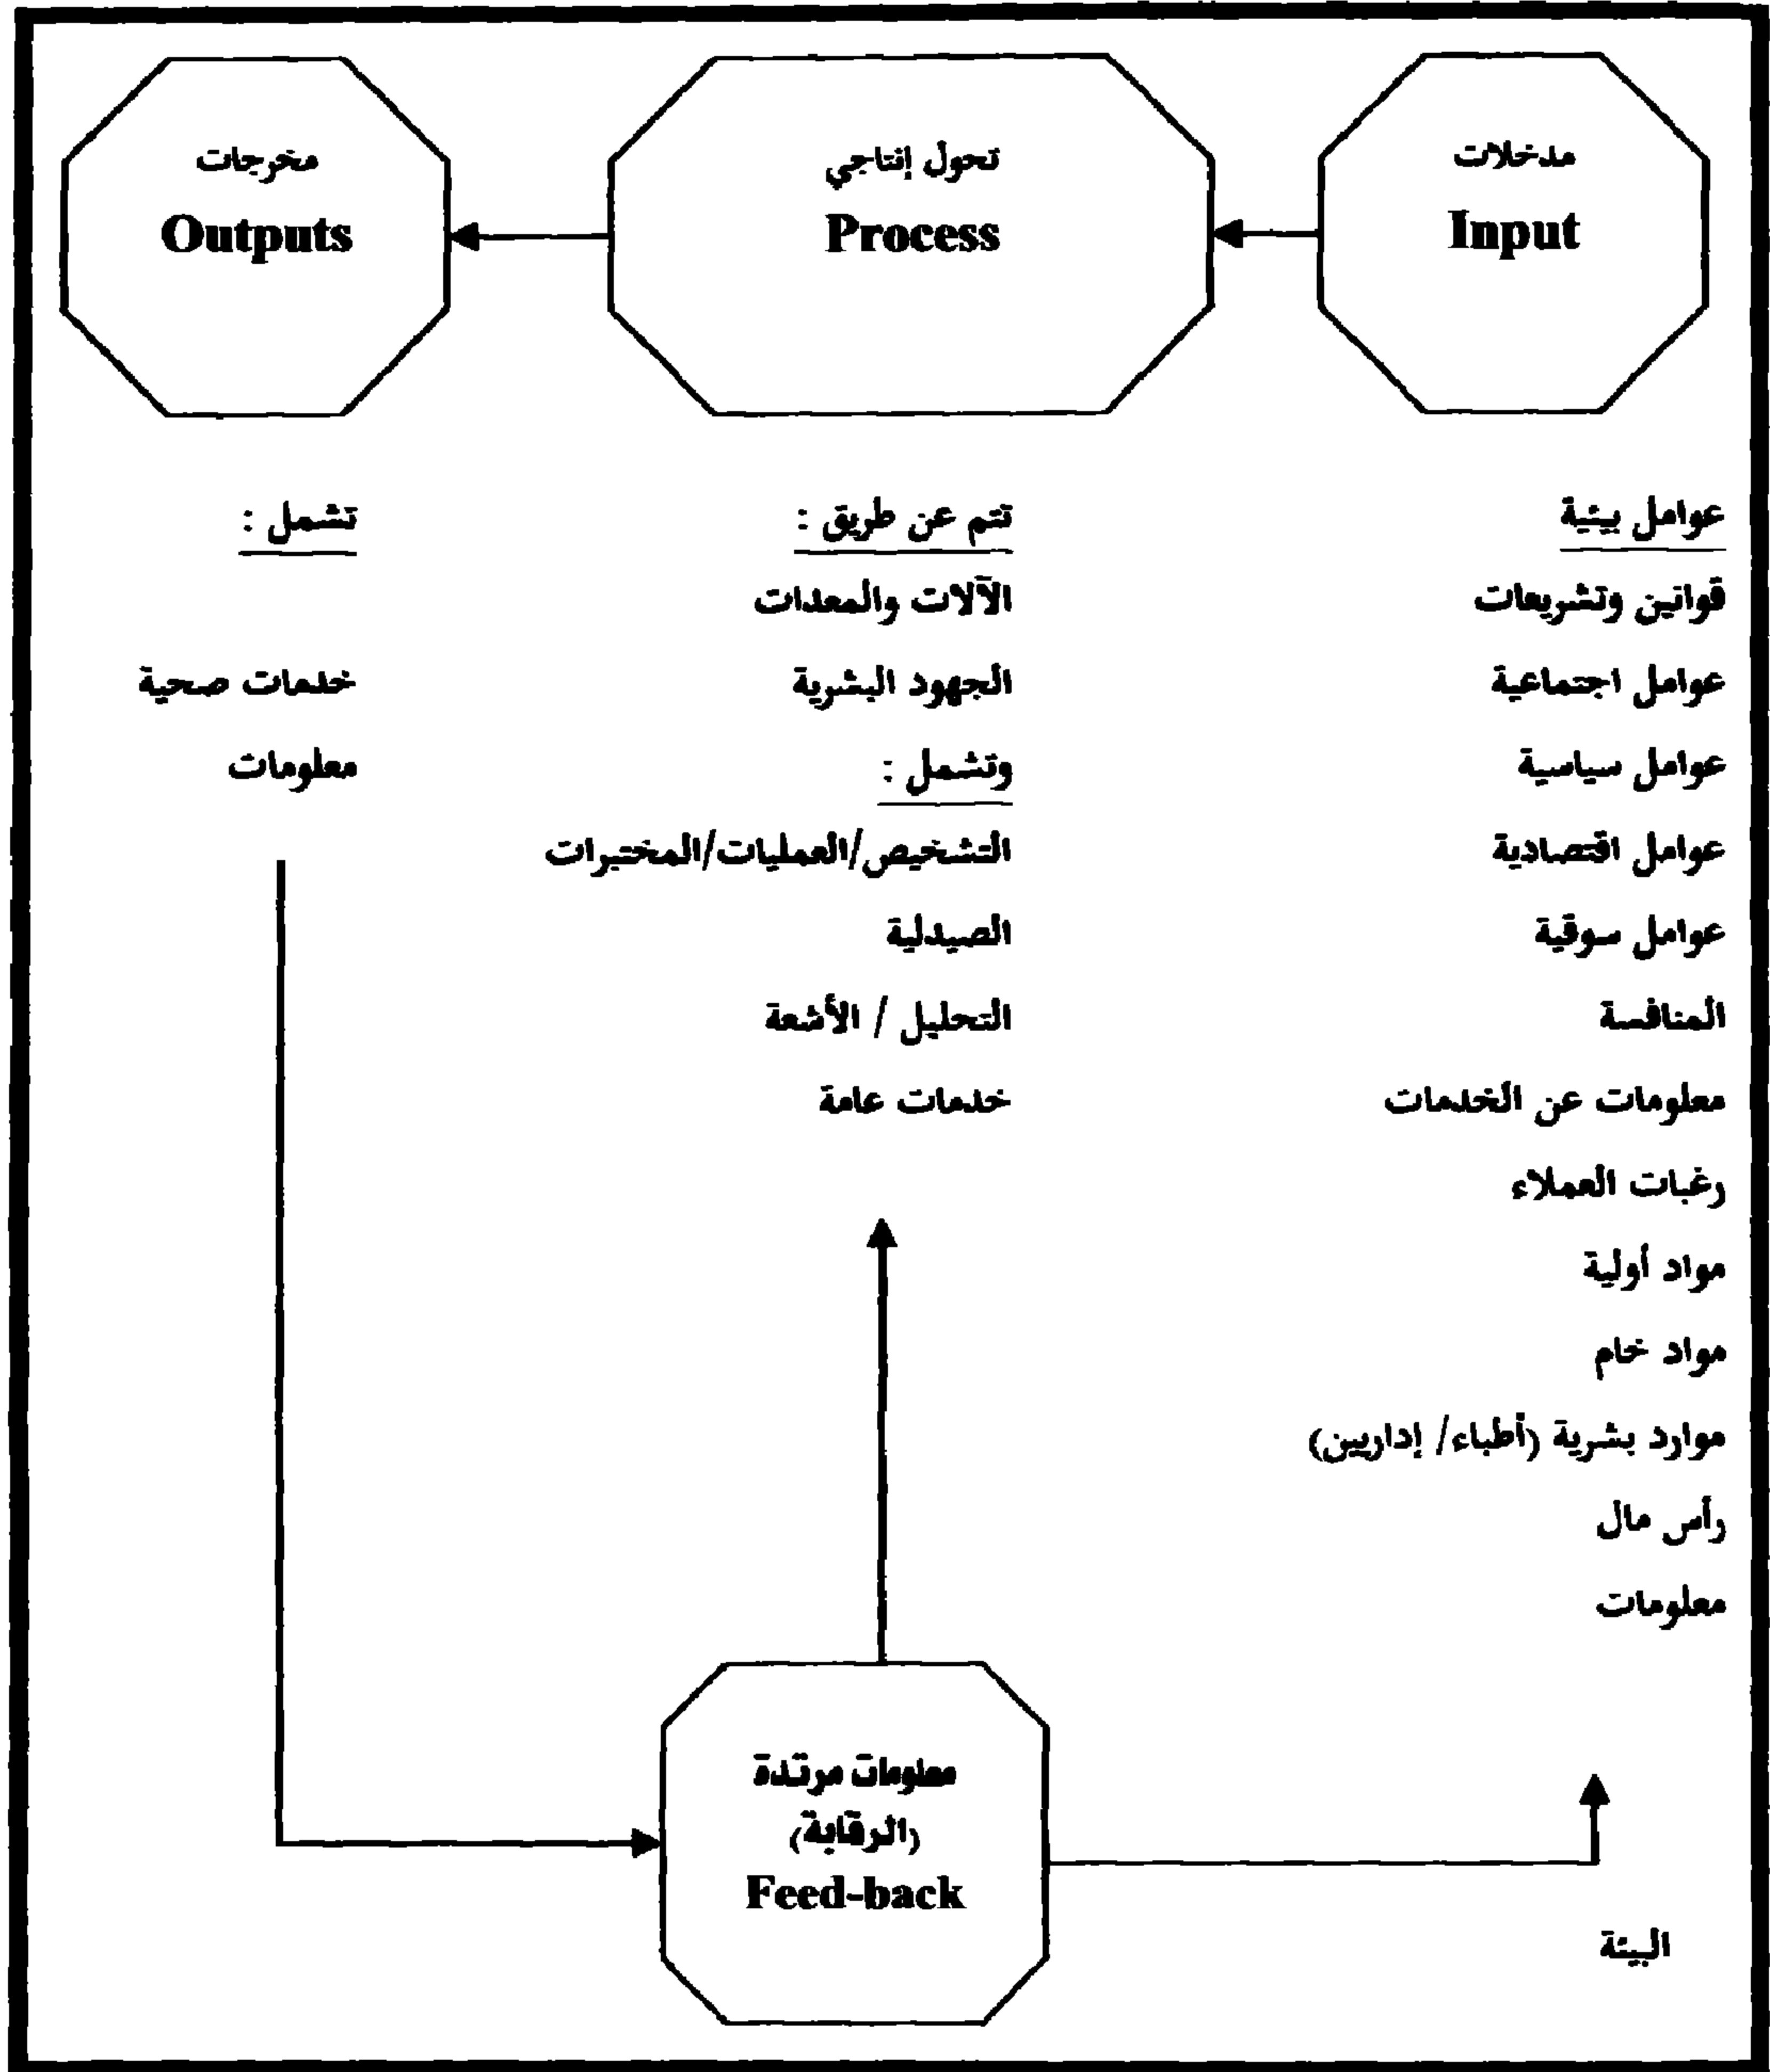 مدخلات
Input
تحول إنتاجي
Process
مخرجات
Outputs
عوامل بيئية
قوانين وتشريعات
عوامل اجتماعية
عوامل سياسية
عوامل اقتصادية
عوامل سوقية
المنافسة
معلومات عن الخدمات
رغبات العملاء
مواد أولية
مواد خام
موارد بشرية (أطباء/ إداريين)
رأس مال
معلومات
تتم عن طريق :
الآلات والمعدات
الجهود البشرية
وتشمل :
التشخيص/العمليات/المختبرات
الصيدلية
التحليل / الأشعة
خدمات عامة
تشمل :
خدمات صحية
معلومات
معلومات مرتدة
(الرقابة)
Feed-back
البيئة